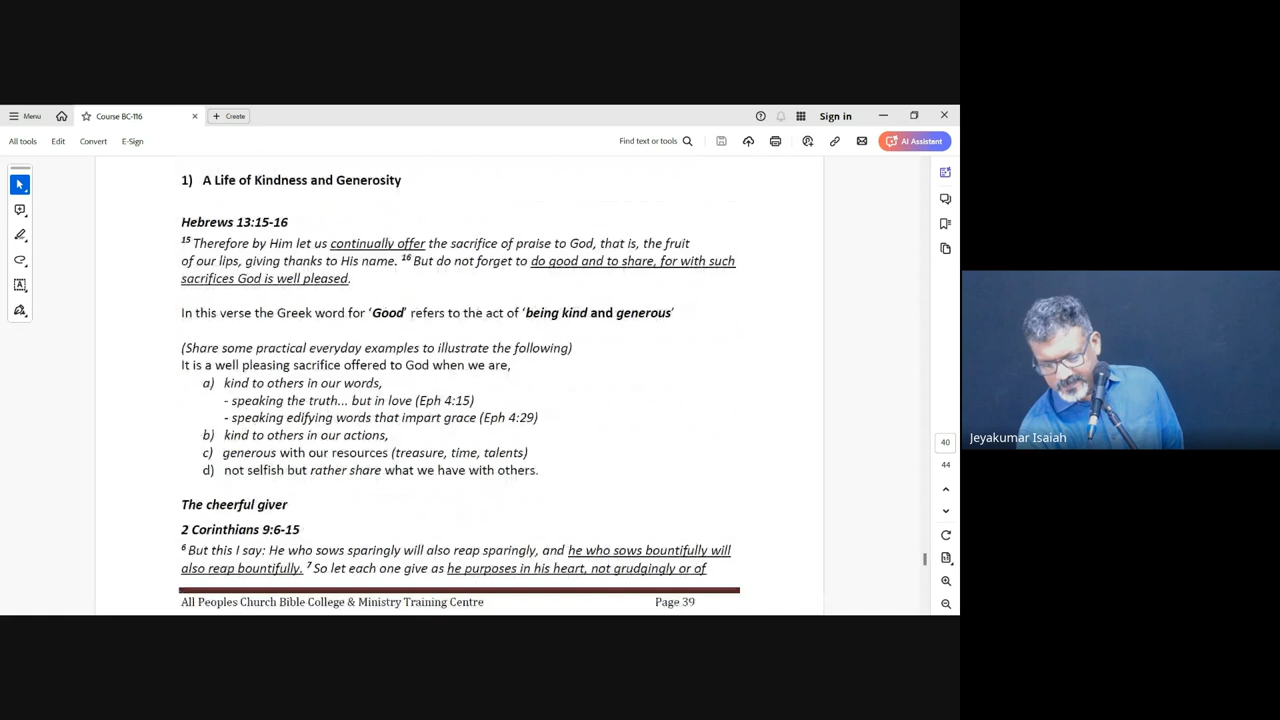 Menu
Course BC-116
Create
Sign in
All tools
Edit
Convert
E-Sign
Find text or tools
AI Assistant
1) A Life of Kindness and Generosity
Hebrews 13:15-16
15 Therefore by Him let us continually offer the sacrifice of praise to God, that is, the fruit
of our lips, giving thanks to His name. 16 But do not forget to do good and to share, for with such
sacrifices God is well pleased.
In this verse the Greek word for ‘Good’ refers to the act of ‘being kind and generous’
(Share some practical everyday examples to illustrate the following)
It is a well pleasing sacrifice offered to God when we are,
a) kind to others in our words,
- speaking the truth... but in love (Eph 4:15)
- speaking edifying words that impart grace (Eph 4:29)
b) kind to others in our actions,
c) generous with our resources (treasure, time, talents)
d) not selfish but rather share what we have with others.
The cheerful giver
2 Corinthians 9:6-15
6 But this I say: He who sows sparingly will also reap sparingly, and he who sows bountifully will
also reap bountifully. 7 So let each one give as he purposes in his heart, not grudgingly or of
All Peoples Church Bible College & Ministry Training Centre
Page 39
40
44
Jeyakumar Isaiah